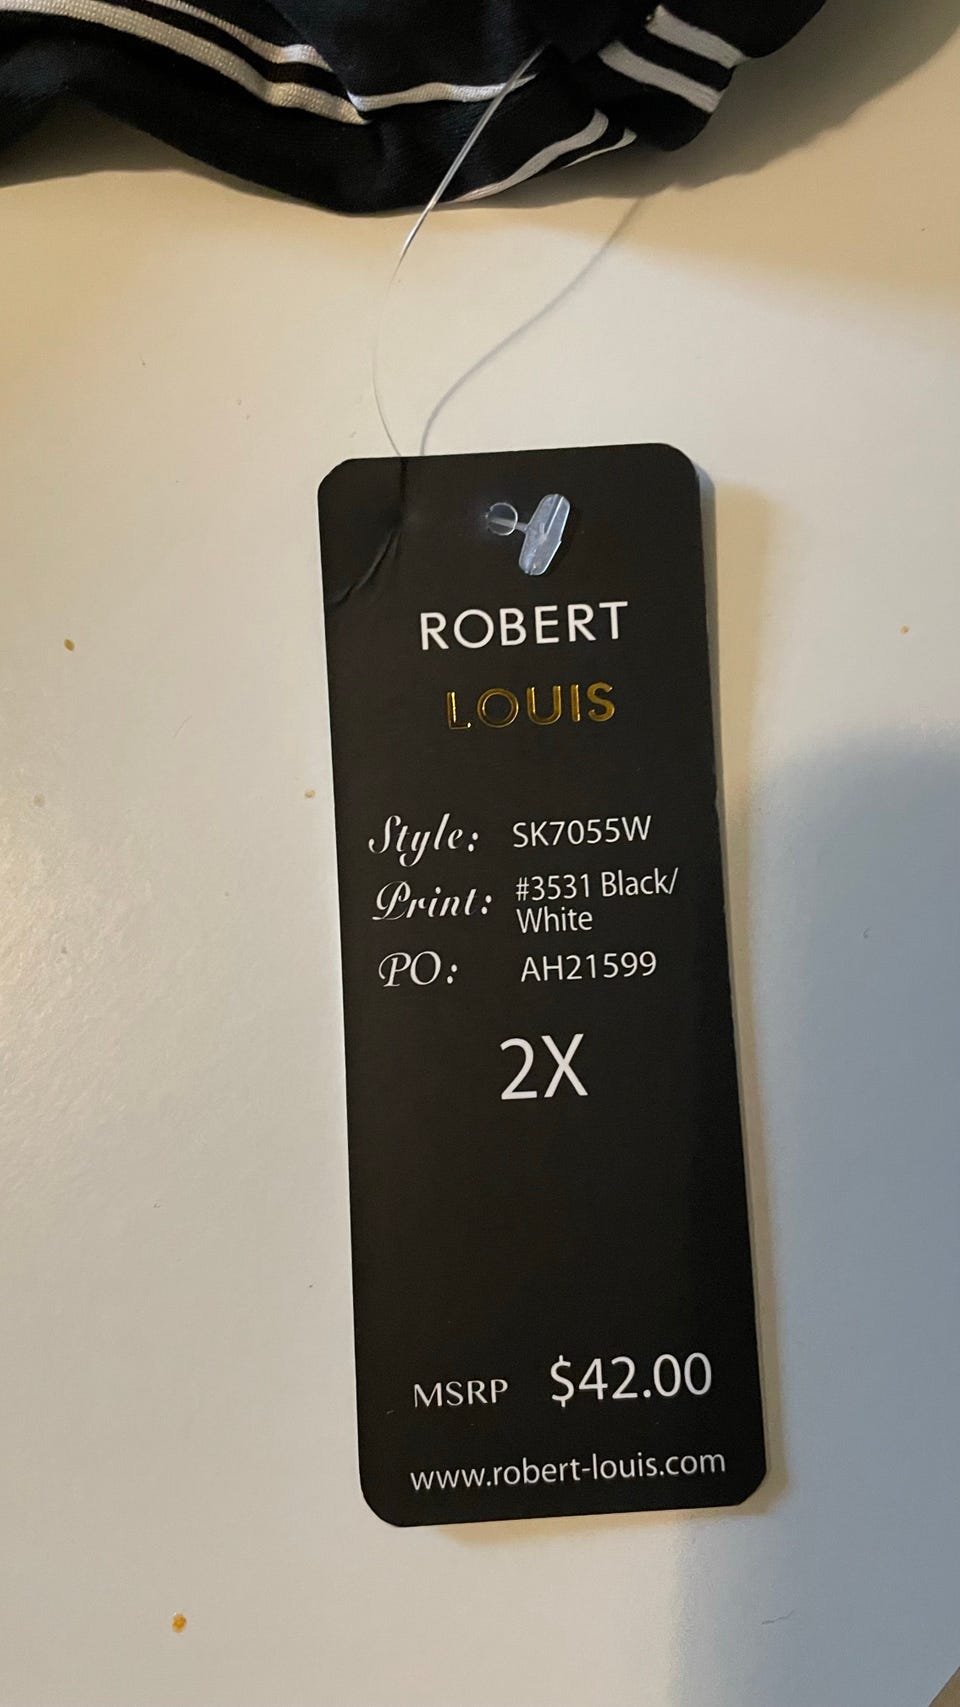 ROBERT
LOUIS
Style: SK7055W
Print: #3531 Black/
White
PO: AH21599
2X
MSRP $42.00
www.robert-louis.com